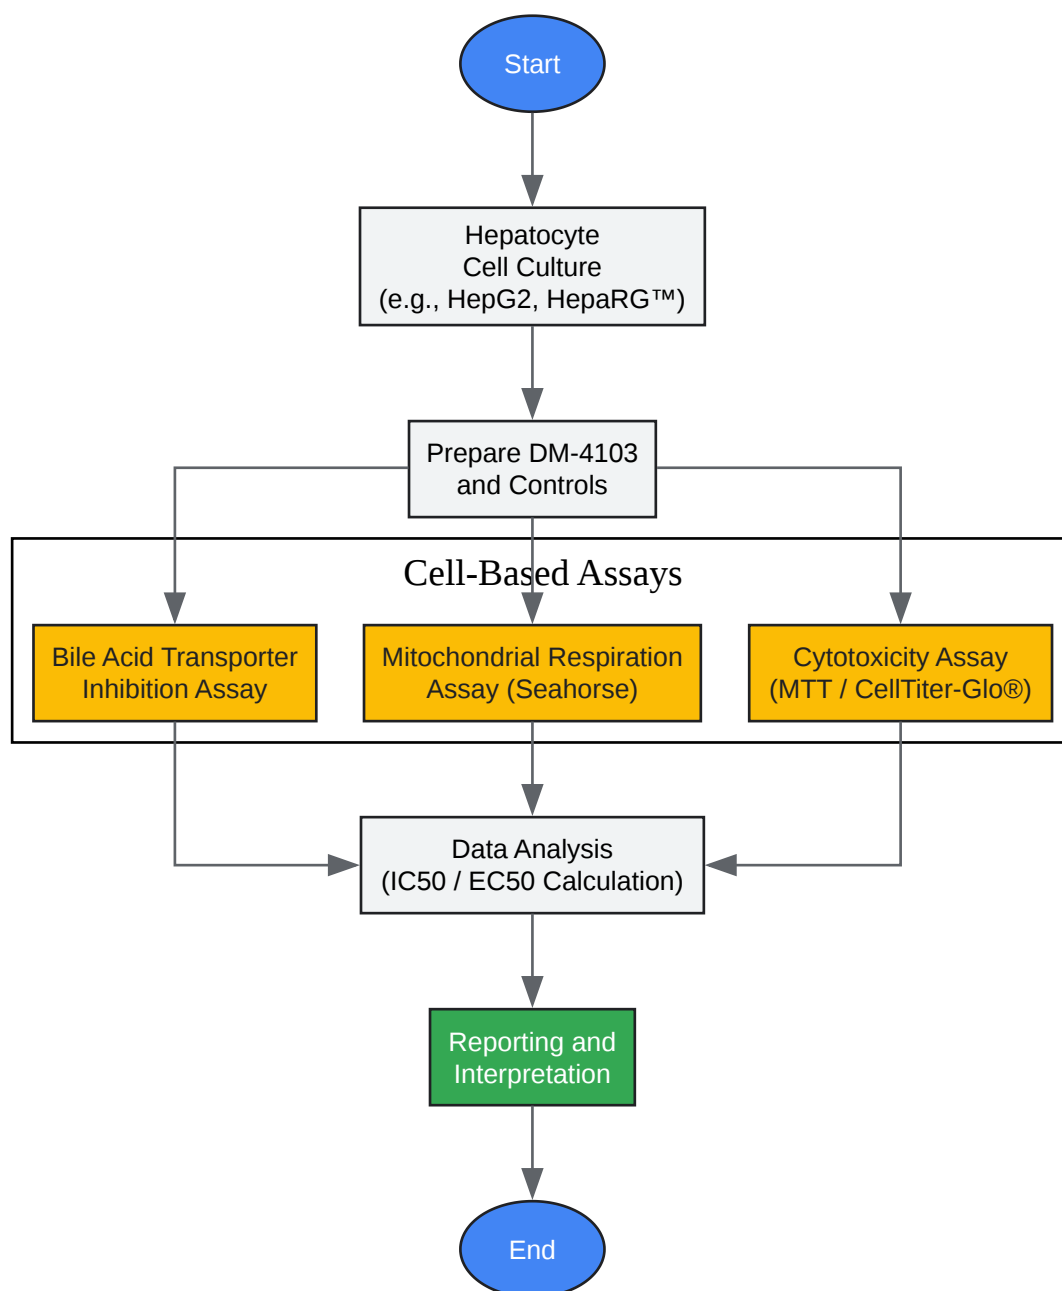 Start
Hepatocyte
Cell Culture
(e.g., HepG2, HepaRG™)
Prepare DM-4103
and Controls
Cell-Based Assays
Bile Acid Transporter
Inhibition Assay
Mitochondrial Respiration
Assay (Seahorse)
Cytotoxicity Assay
(MTT / CellTiter-Glo®)
Data Analysis
(IC50 / EC50 Calculation)
Reporting and
Interpretation
End